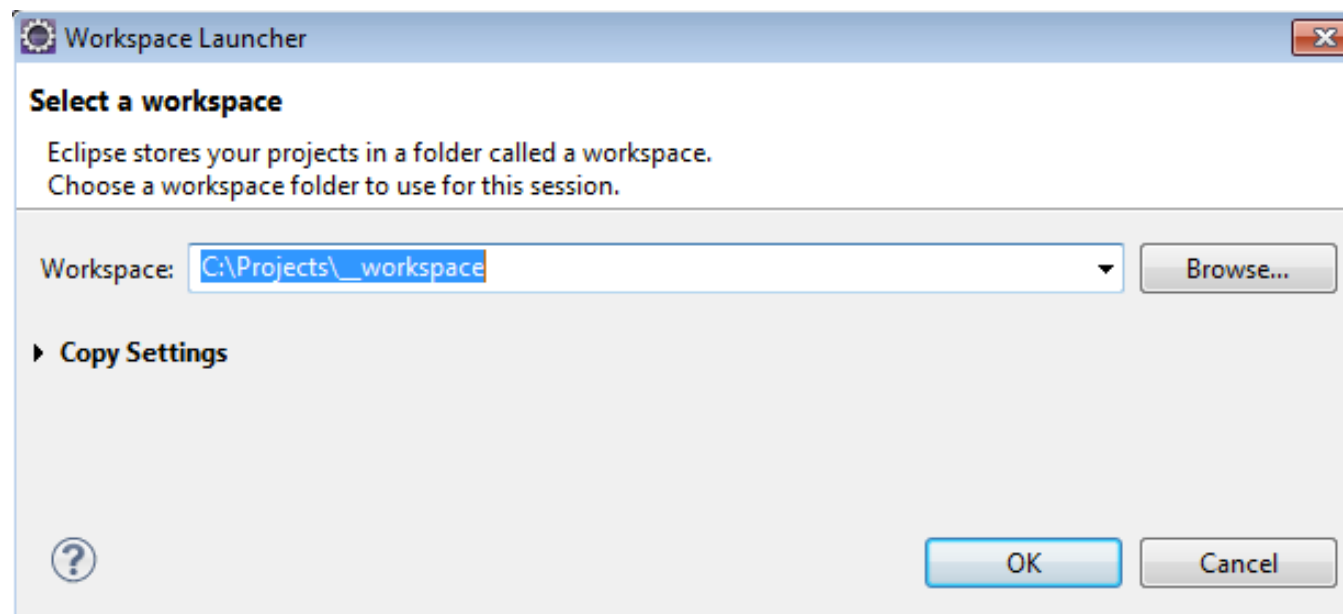 Workspace Launcher
Select a workspace
Eclipse stores your projects in a folder called a workspace.
Choose a workspace folder to use for this session.
Workspace: C:\Projects\__workspace Browse...
Copy Settings
? OK Cancel